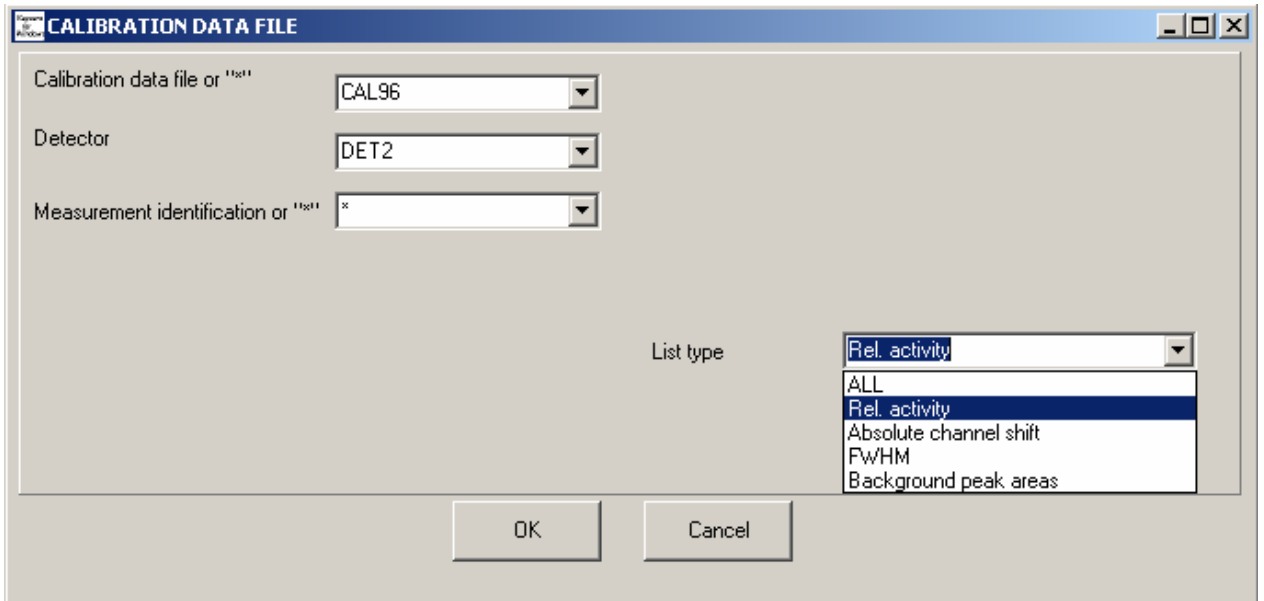 CALIBRATION DATA FILE
Calibration data file or "*"
CAL96
Detector
DET2
Measurement identification or "*"
*
List type
Rel. activity
ALL
Rel. activity
Absolute channel shift
FWHM
Background peak areas
OK
Cancel